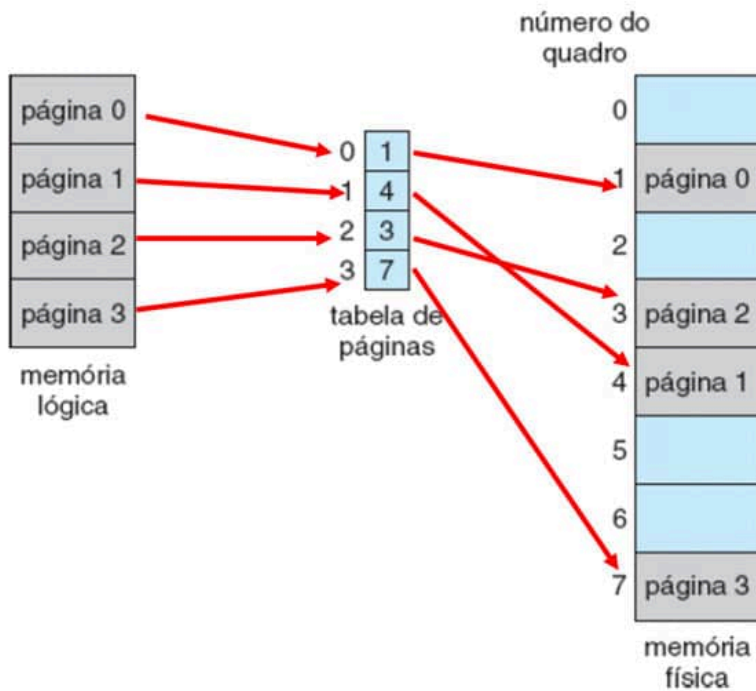 página 0
página 1
página 2
página 3
memória
lógica
0 1
1 4
2 3
3 7
tabela de
páginas
número do
quadro
0
1 página 0
2
3 página 2
4 página 1
5
6
7 página 3
memória
física